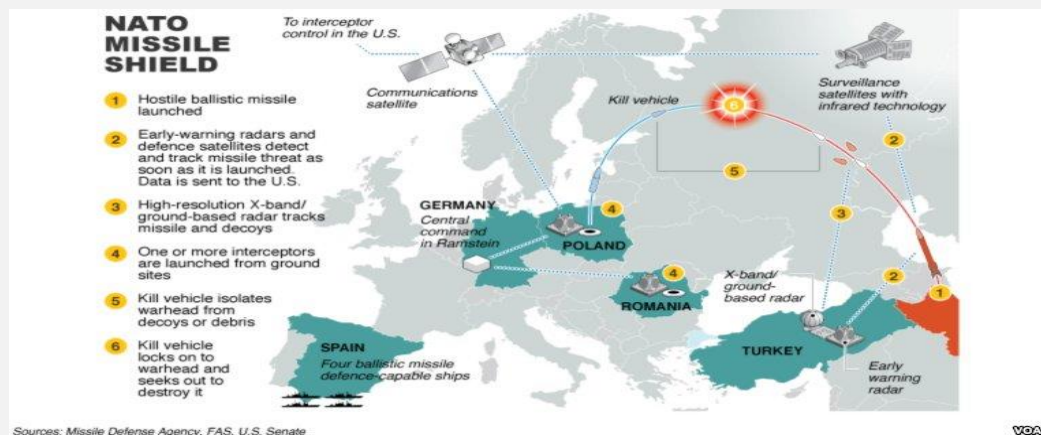 NATO
MISSILE
SHIELD
1 Hostile ballistic missile
launched
2 Early-warning radars and
defence satellites detect
and track missile threat as
soon as it is launched.
Data is sent to the U.S.
3 High-resolution X-band/
ground-based radar tracks
missile and decoys
4 One or more interceptors
are launched from ground
sites
5 Kill vehicle isolates
warhead from
decoys or debris
6 Kill vehicle
locks on to
warhead and
seeks out to
destroy it
To interceptor
control in the U.S.
Communications
satellite
Kill vehicle
6
Surveillance
satellites with
infrared technology
2
5
3
GERMANY
Central
command
in Ramstein
4
POLAND
4
ROMANIA
X-band/
ground-
based radar
2
1
TURKEY
Early
warning
radar
SPAIN
Four ballistic missile
defence-capable ships
Sources: Missile Defense Agency, FAS, U.S. Senate
VOA